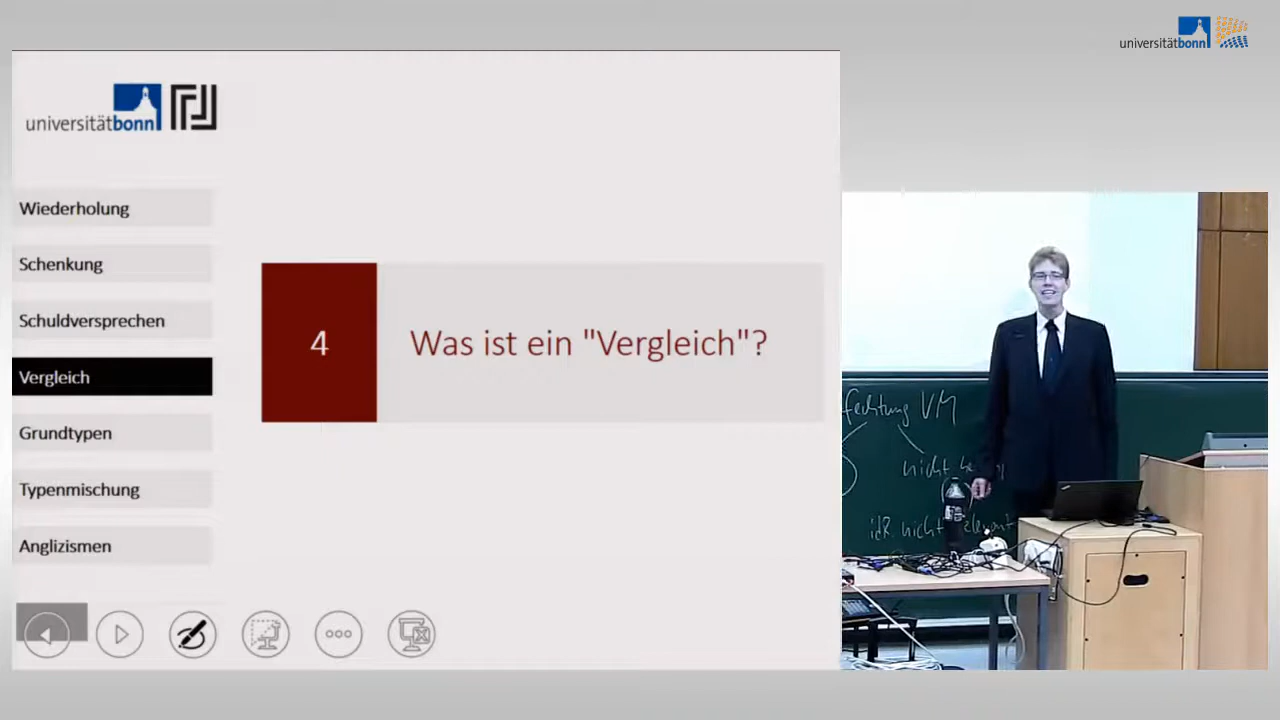 universitätbonn
universitätbonn
Wiederholung
Schenkung
Schuldversprechen
Vergleich
Grundtypen
Typenmischung
Anglizismen
4
Was ist ein "Vergleich"?
fechtung VM
nicht
idR nicht relevant